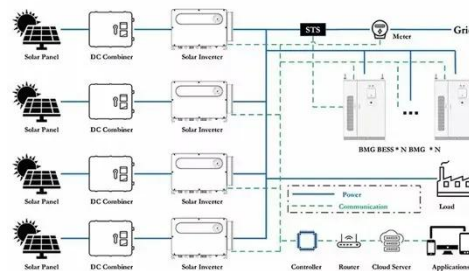 STS
Meter
Grid
Solar Panel DC Combiner Solar Inverter
Solar Panel DC Combiner Solar Inverter
BMG BESS * N BMG * N
Solar Panel DC Combiner Solar Inverter
Power
Communication
Load
Solar Panel DC Combiner Solar Inverter
Controller Router Cloud Server Application